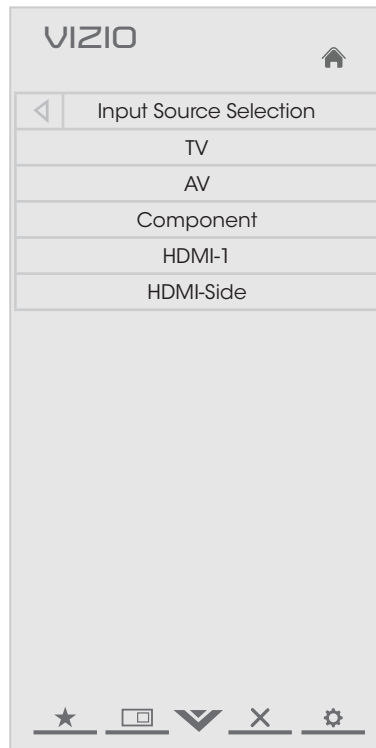 VIZIO
Input Source Selection
TV
AV
Component
HDMI-1
HDMI-Side